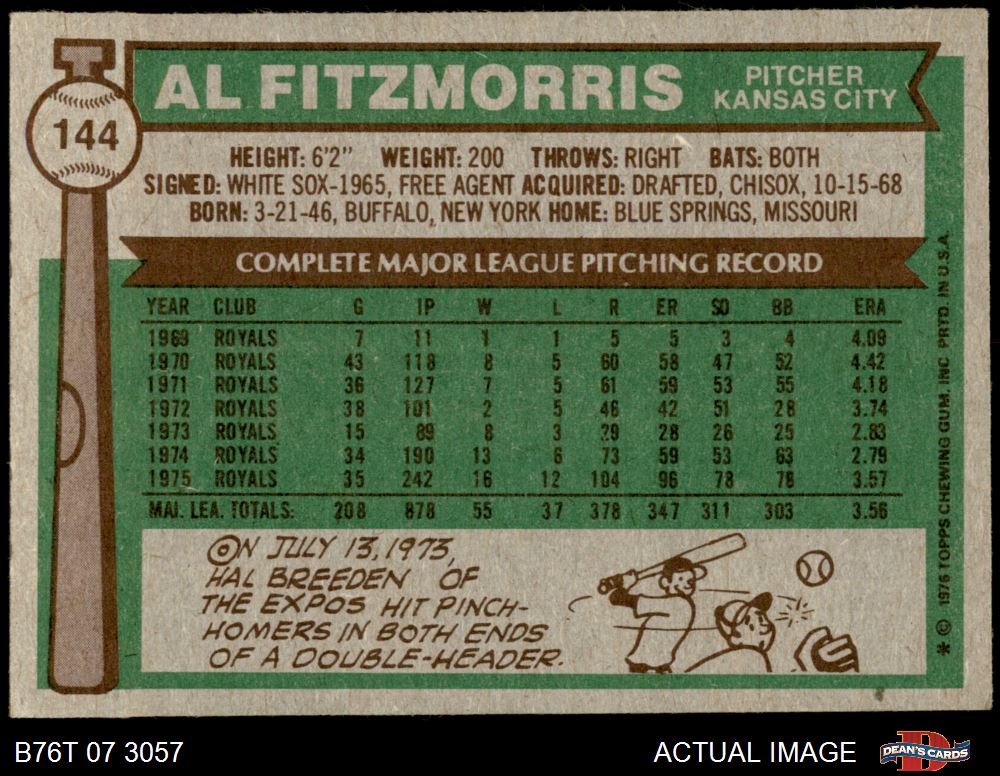 144
AL FITZMORRIS
PITCHER
KANSAS CITY
HEIGHT: 6'2" WEIGHT: 200 THROWS: RIGHT BATS: BOTH
SIGNED: WHITE SOX-1965, FREE AGENT ACQUIRED: DRAFTED, CHISOX, 10-15-68
BORN: 3-21-46, BUFFALO, NEW YORK HOME: BLUE SPRINGS, MISSOURI
COMPLETE MAJOR LEAGUE PITCHING RECORD
YEAR CLUB G IP W L R ER SO BB ERA
1969 ROYALS 7 11 1 1 5 5 3 4 4.09
1970 ROYALS 43 118 8 5 60 58 47 52 4.42
1971 ROYALS 36 127 7 5 61 59 53 55 4.18
1972 ROYALS 38 101 2 5 46 42 51 28 3.74
1973 ROYALS 15 89 8 3 29 28 26 25 2.83
1974 ROYALS 34 190 13 6 73 59 53 63 2.79
1975 ROYALS 35 242 16 12 104 96 78 76 3.57
MAJ. LEA. TOTALS: 208 878 55 37 378 347 311 303 3.56
ON JULY 13, 1973,
HAL BREEDEN OF
THE EXPOS HIT PINCH-
HOMERS IN BOTH ENDS
OF A DOUBLE-HEADER.
* © 1976 TOPPS CHEWING GUM, INC PRTD. IN U.S.A.
B76T 07 3057
ACTUAL IMAGE
D
DEAN'S CARDS